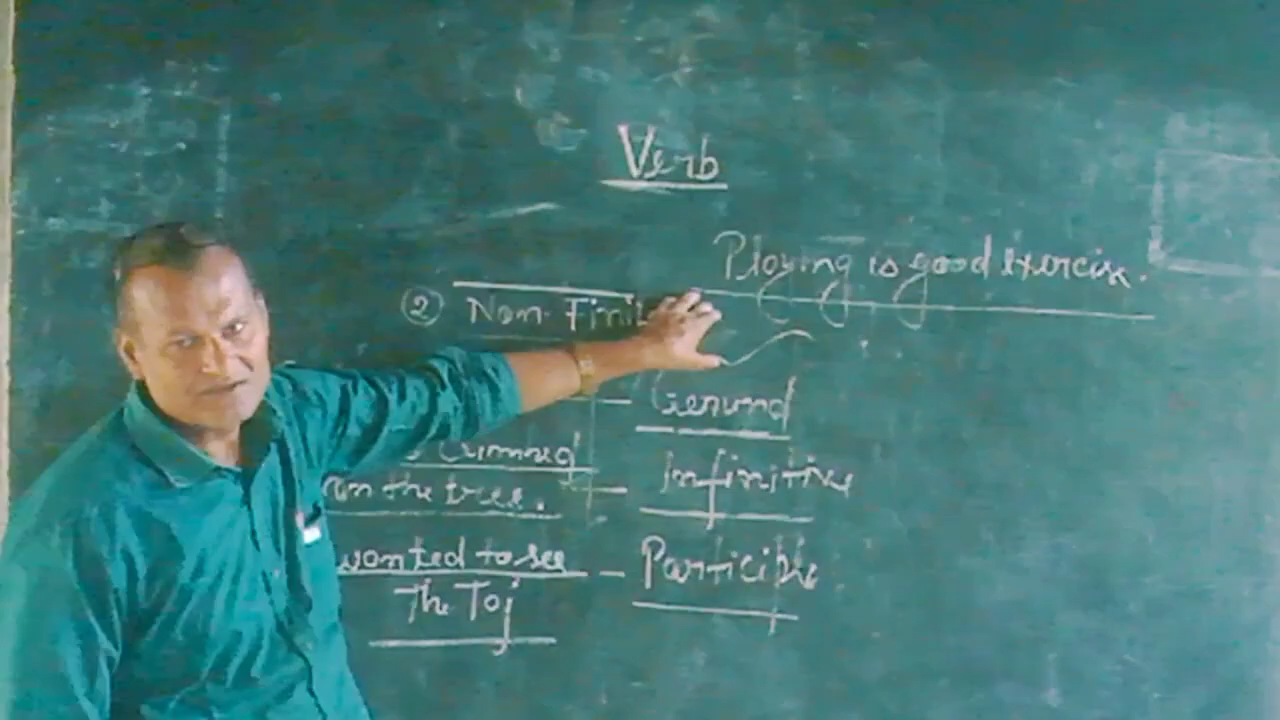 Verb
Playing is good exercise.
② Non-Finit
— Gerund
climbed
on the tree. — Infinitive
wanted to see — Participle
The Taj